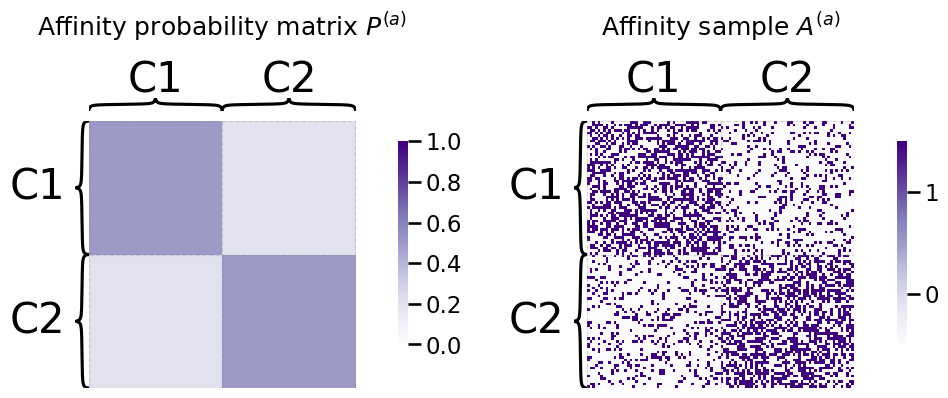 Affinity probability matrix P^(a)
C1 C2
C1
C2
1.0
0.8
0.6
0.4
0.2
0.0
Affinity sample A^(a)
C1 C2
C1
C2
1
0